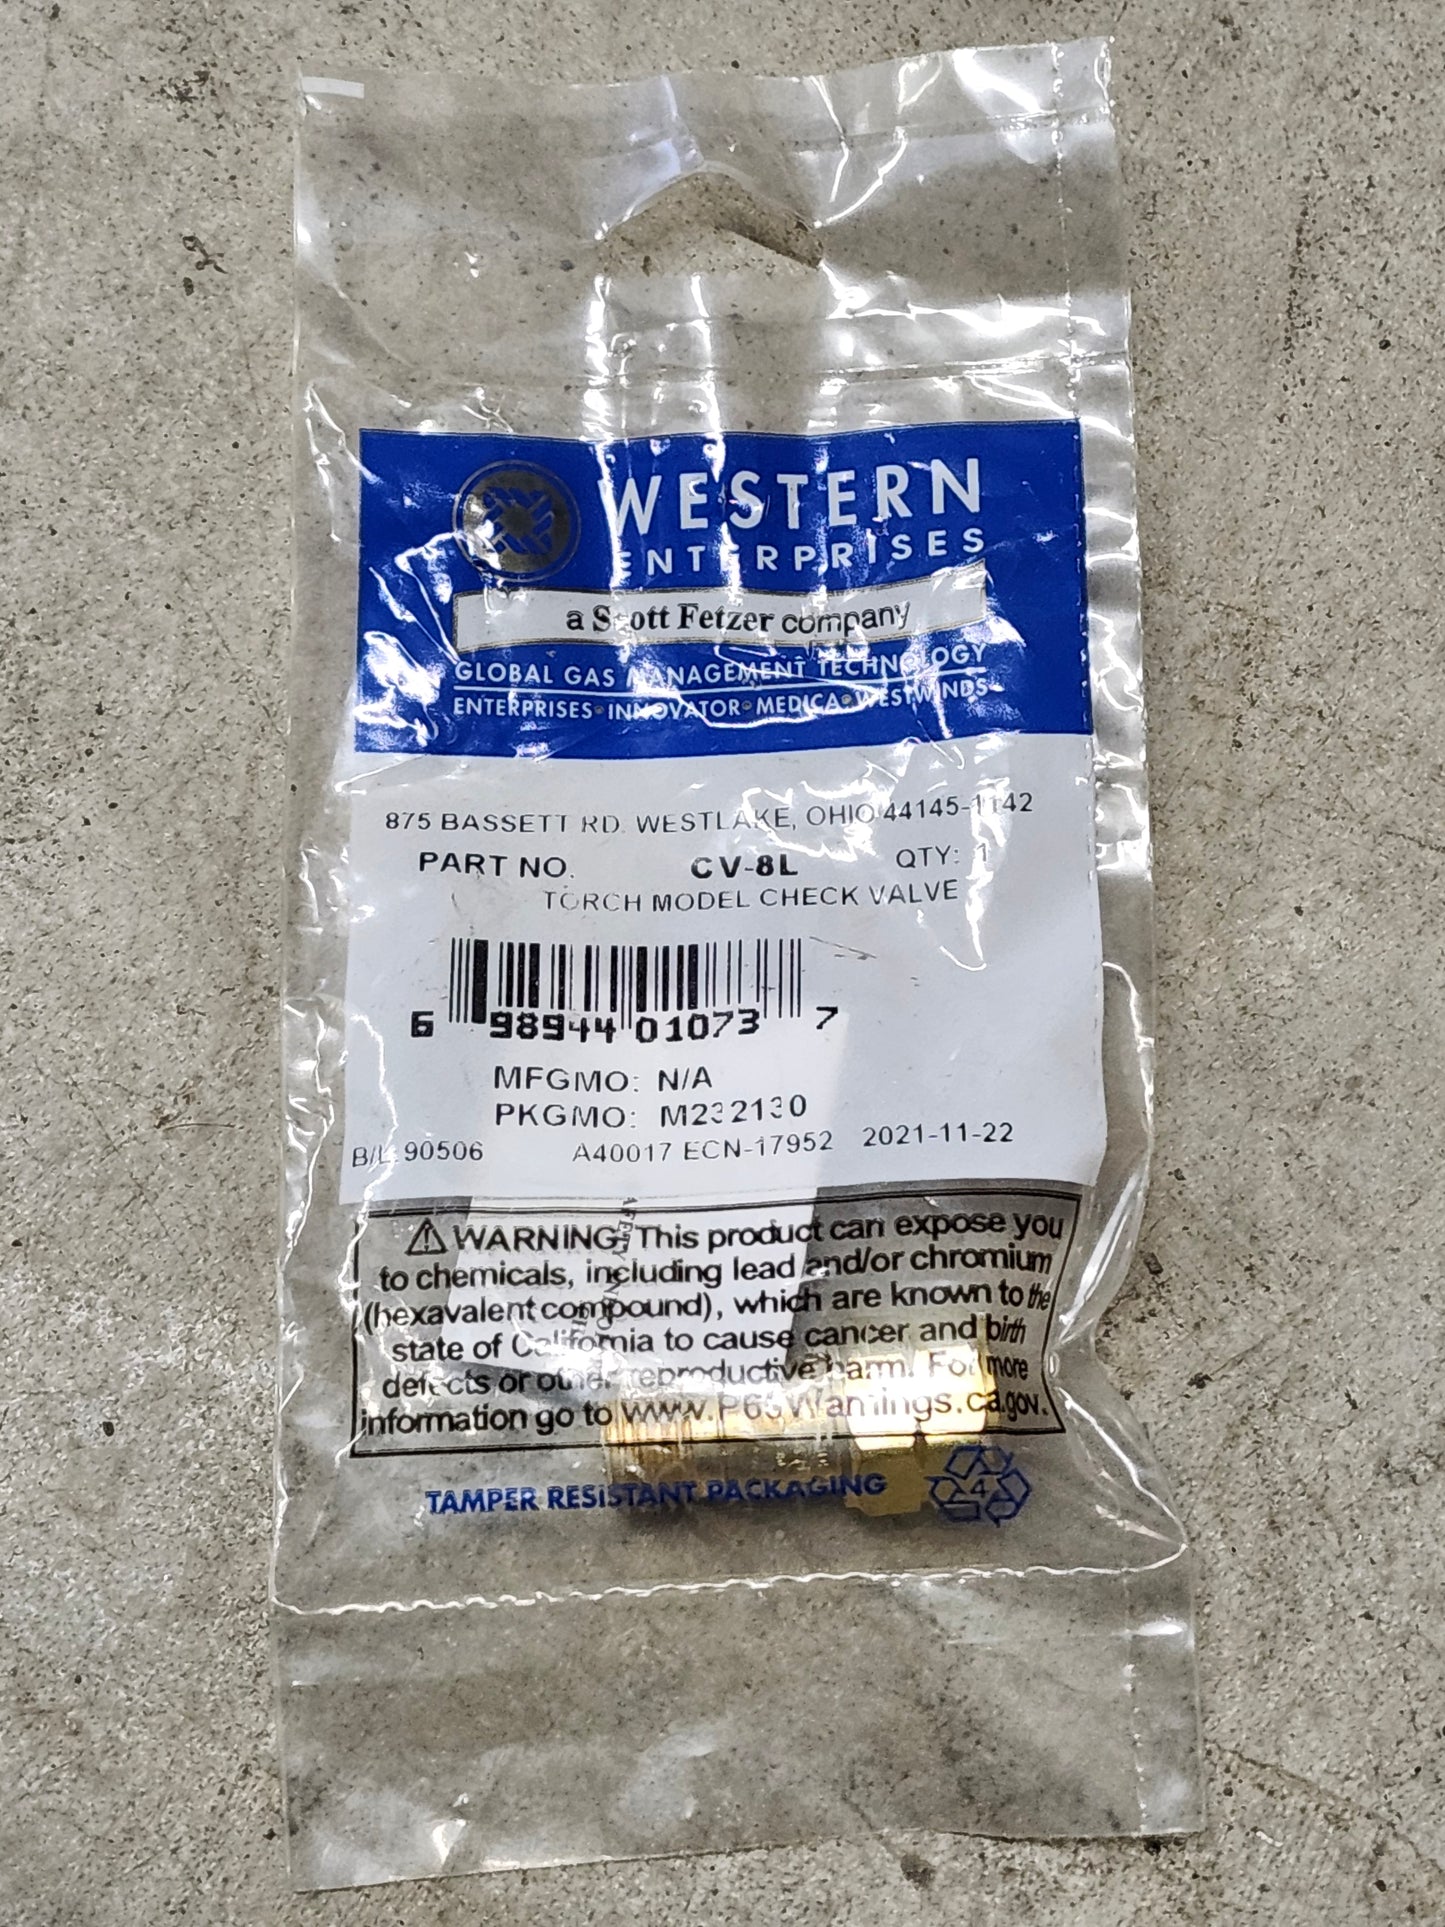 WESTERN
ENTERPRISES
a Scott Fetzer company
GLOBAL GAS MANAGEMENT TECHNOLOGY
ENTERPRISES • INNOVATOR • MEDICA • WESTWINDS
875 BASSETT RD. WESTLAKE, OHIO 44145-1142
PART NO. CV-8L QTY: 1
TORCH MODEL CHECK VALVE
6 98944 01073 7
MFGMO: N/A
PKGMO: M232130
B/L: 90506 A40017 ECN-17952 2021-11-22
⚠ WARNING: This product can expose you
to chemicals, including lead and/or chromium
(hexavalent compound), which are known to the
state of California to cause cancer and birth
defects or other reproductive harm. For more
information go to www.P65Warnings.ca.gov.
TAMPER RESISTANT PACKAGING 4